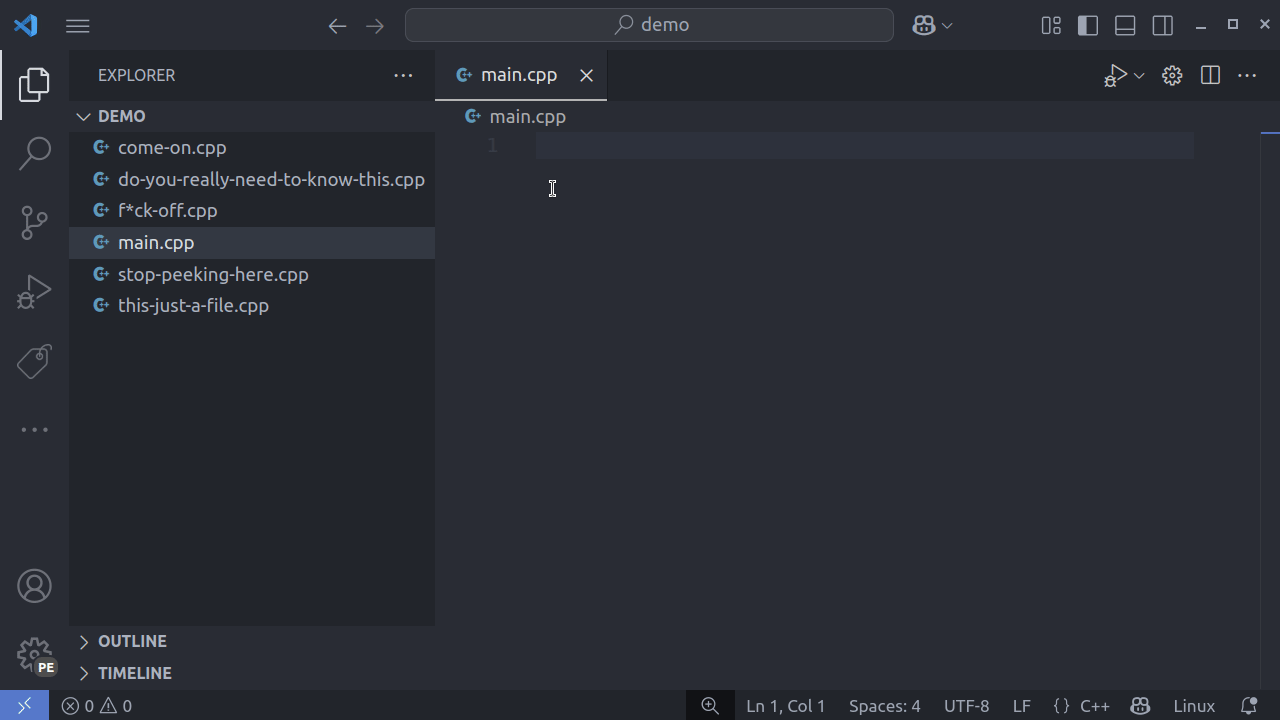 demo
EXPLORER
main.cpp
DEMO
main.cpp
come-on.cpp
1
do-you-really-need-to-know-this.cpp
f*ck-off.cpp
main.cpp
stop-peeking-here.cpp
this-just-a-file.cpp
OUTLINE
PE
TIMELINE
0 0 Ln 1, Col 1 Spaces: 4 UTF-8 LF {} C++ Linux